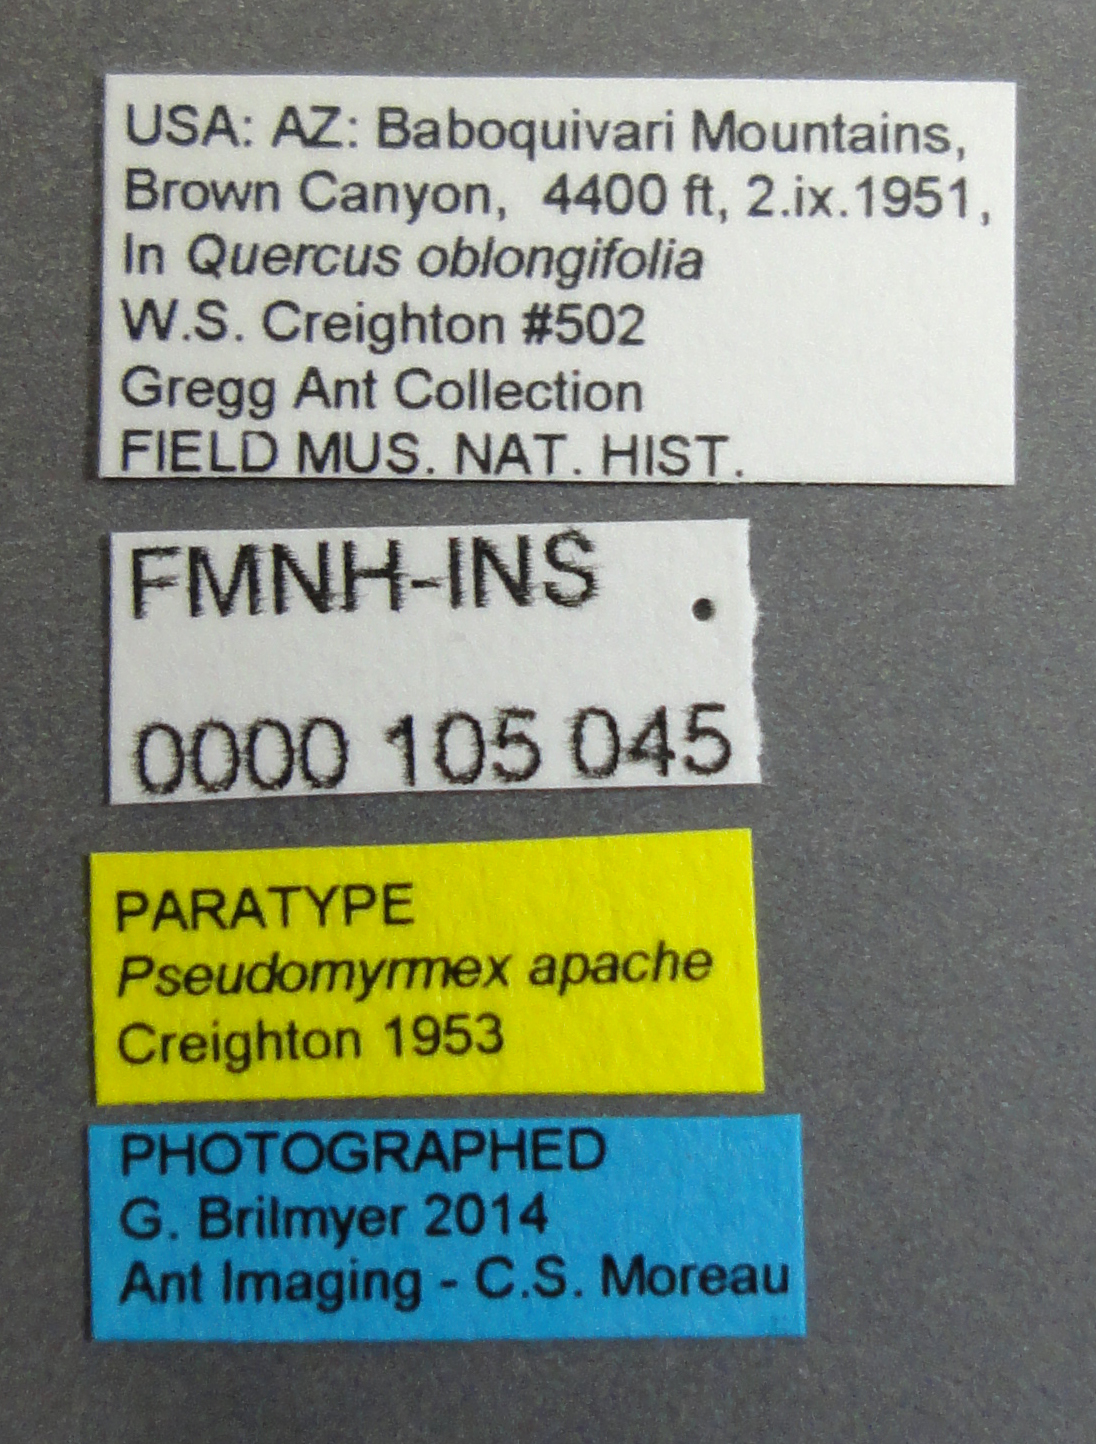 USA: AZ: Baboquivari Mountains,
Brown Canyon, 4400 ft, 2.ix.1951,
In Quercus oblongifolia
W.S. Creighton #502
Gregg Ant Collection
FIELD MUS. NAT. HIST.
FMNH-INS
0000 105 045
PARATYPE
Pseudomyrmex apache
Creighton 1953
PHOTOGRAPHED
G. Brilmyer 2014
Ant Imaging - C.S. Moreau